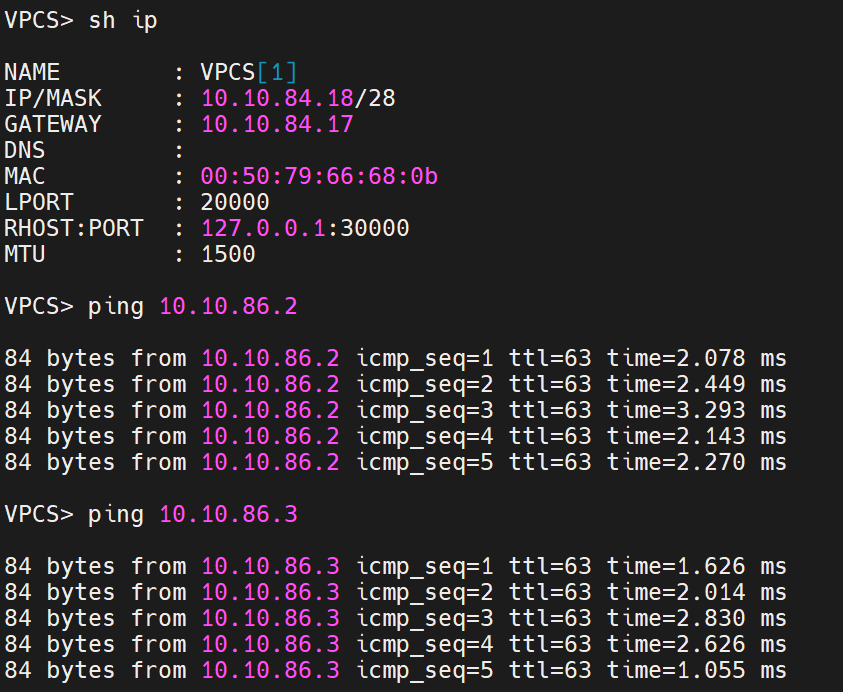 VPCS> sh ip
NAME        : VPCS[1]
IP/MASK     : 10.10.84.18/28
GATEWAY     : 10.10.84.17
DNS         :
MAC         : 00:50:79:66:68:0b
LPORT       : 20000
RHOST:PORT  : 127.0.0.1:30000
MTU         : 1500
VPCS> ping 10.10.86.2
84 bytes from 10.10.86.2 icmp_seq=1 ttl=63 time=2.078 ms
84 bytes from 10.10.86.2 icmp_seq=2 ttl=63 time=2.449 ms
84 bytes from 10.10.86.2 icmp_seq=3 ttl=63 time=3.293 ms
84 bytes from 10.10.86.2 icmp_seq=4 ttl=63 time=2.143 ms
84 bytes from 10.10.86.2 icmp_seq=5 ttl=63 time=2.270 ms
VPCS> ping 10.10.86.3
84 bytes from 10.10.86.3 icmp_seq=1 ttl=63 time=1.626 ms
84 bytes from 10.10.86.3 icmp_seq=2 ttl=63 time=2.014 ms
84 bytes from 10.10.86.3 icmp_seq=3 ttl=63 time=2.830 ms
84 bytes from 10.10.86.3 icmp_seq=4 ttl=63 time=2.626 ms
84 bytes from 10.10.86.3 icmp_seq=5 ttl=63 time=1.055 ms